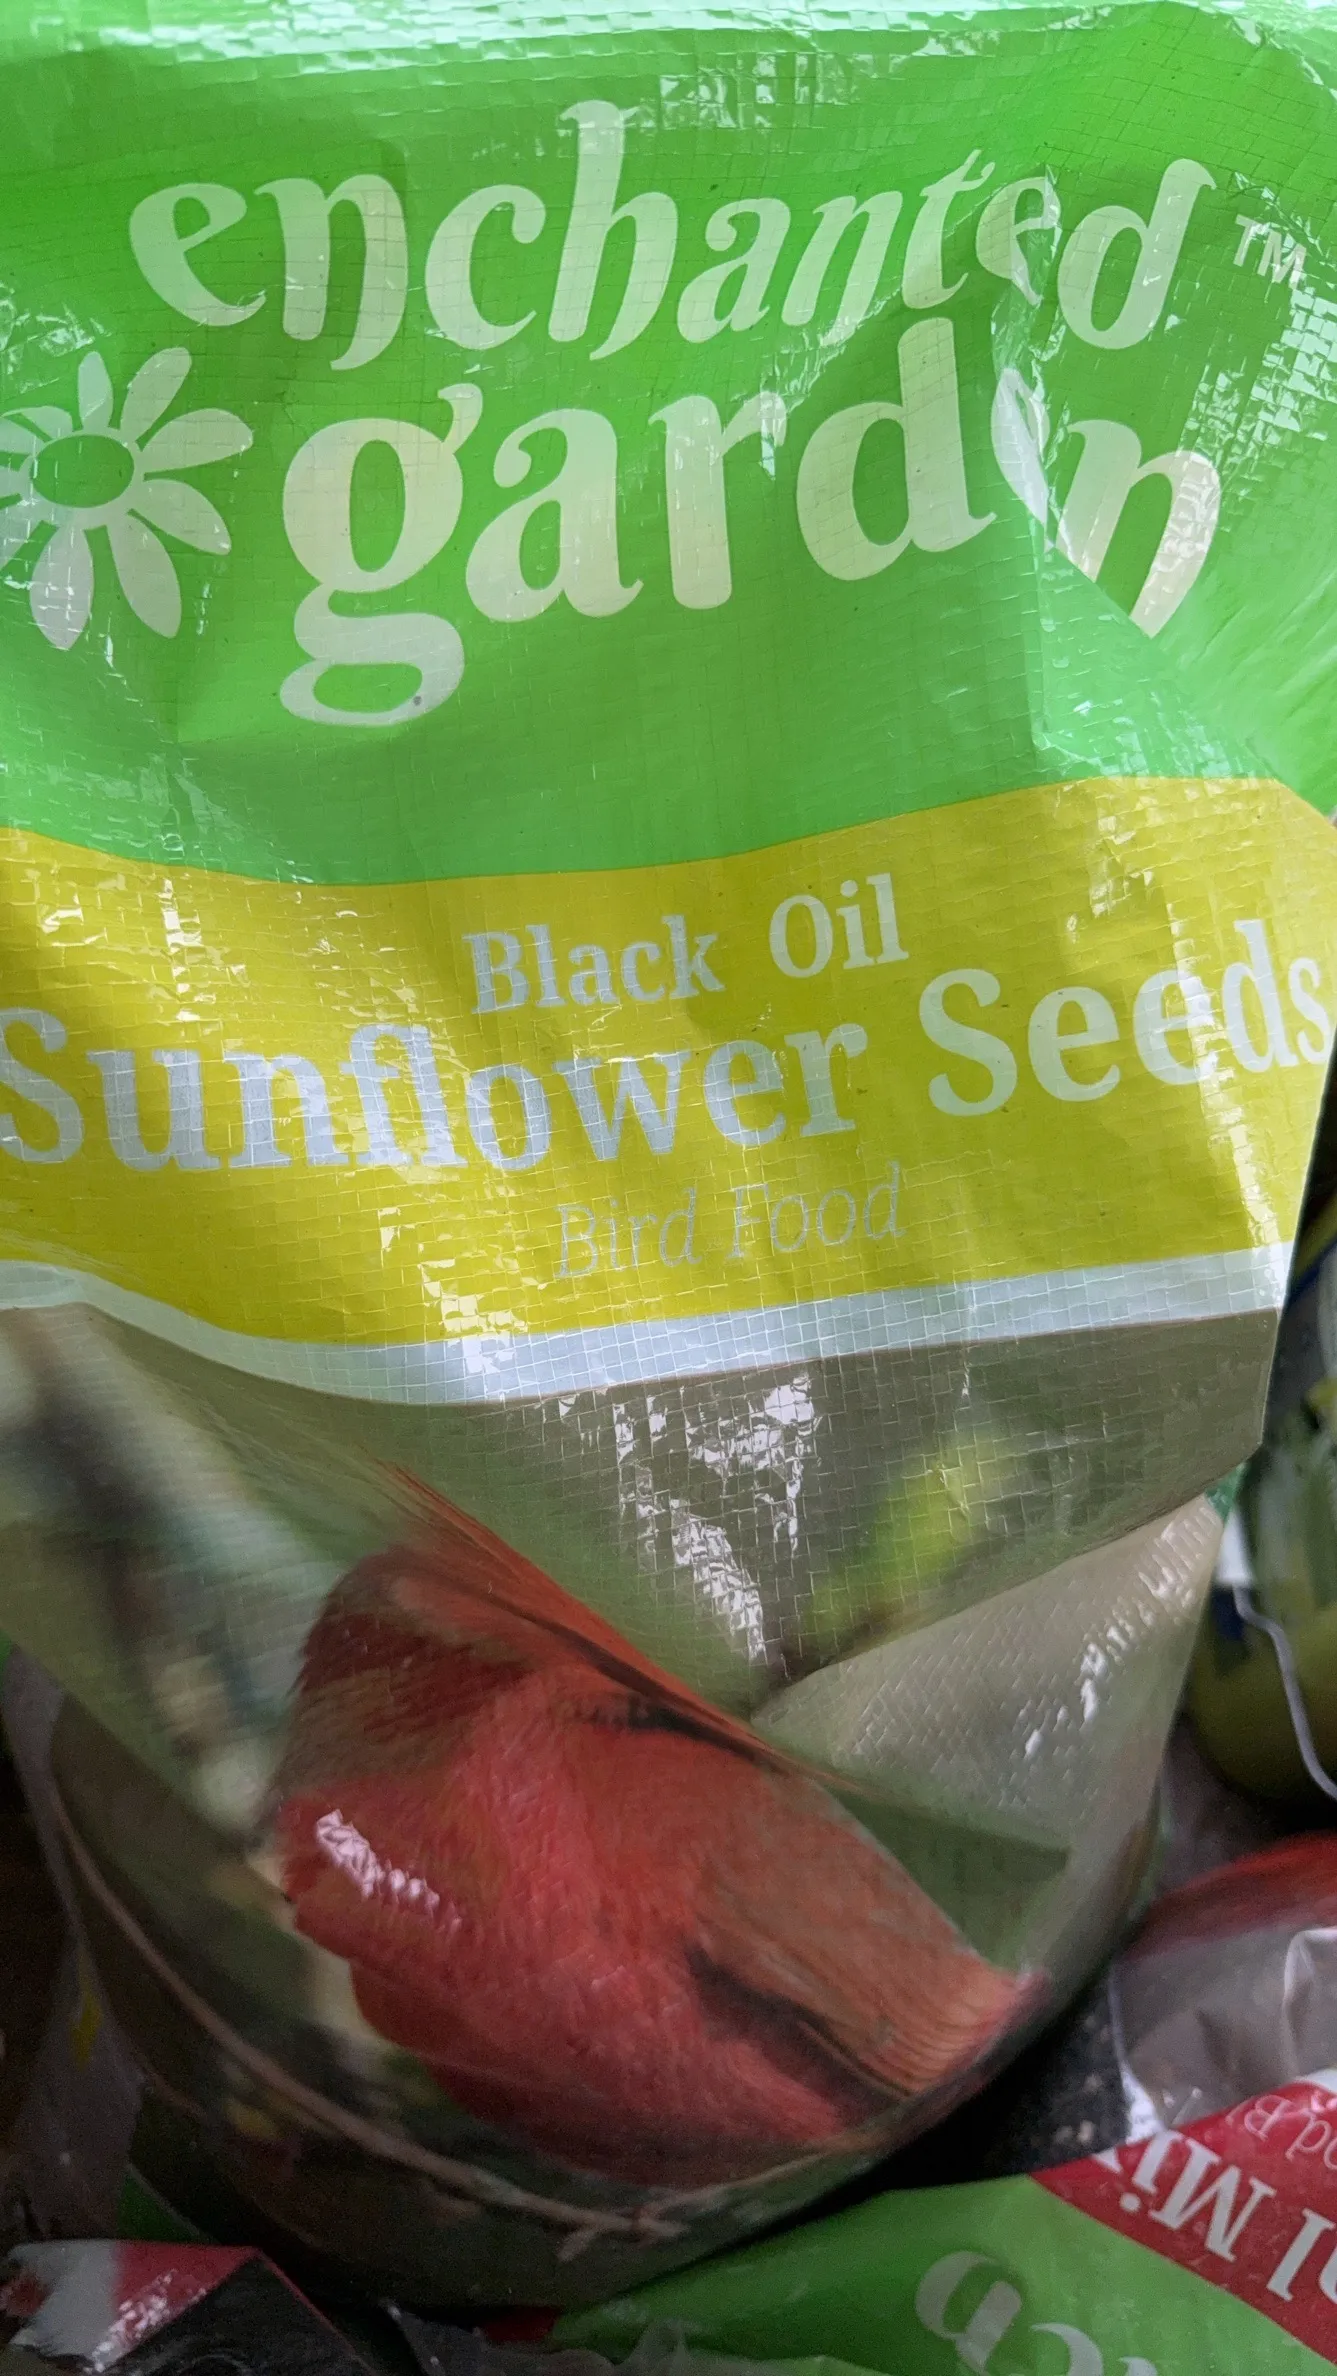 enchanted™
garden
Black Oil
Sunflower Seeds
Bird Food